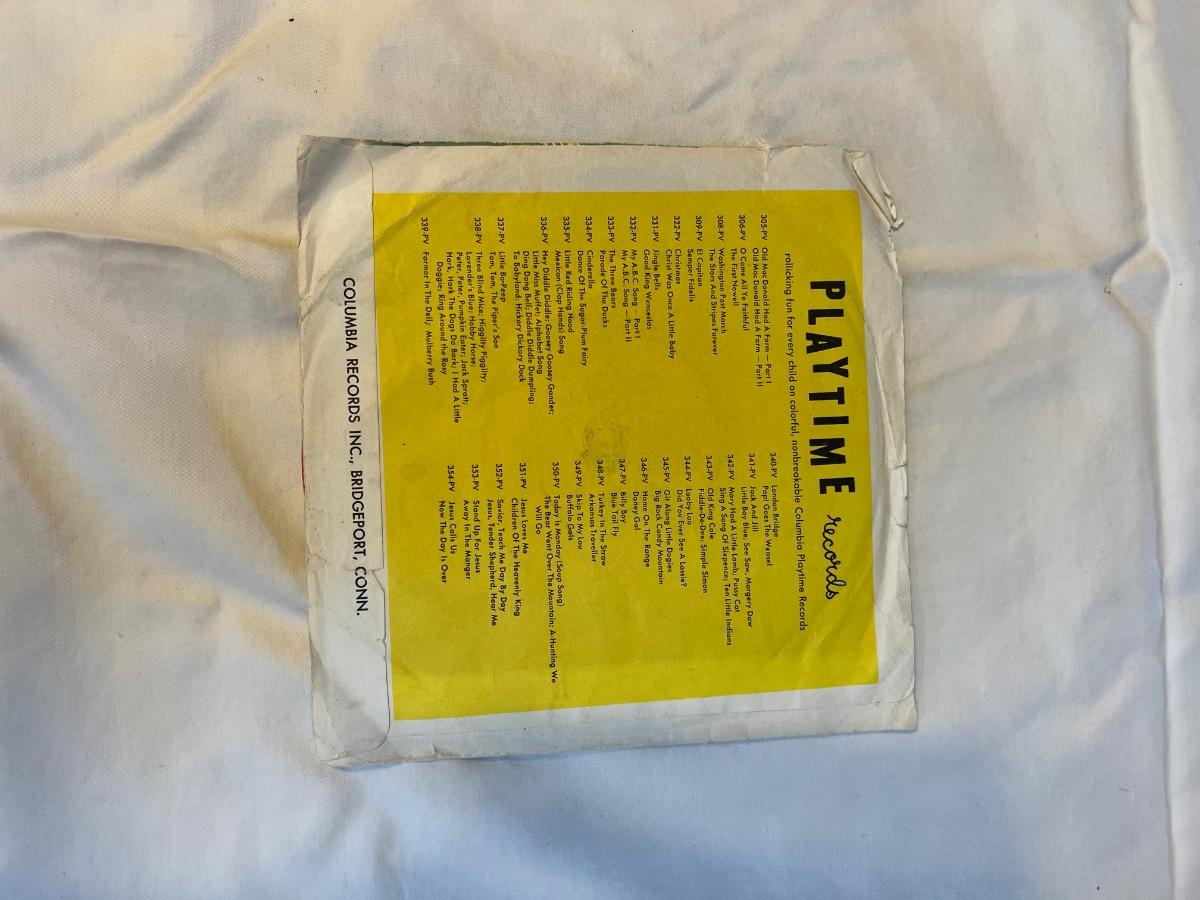 PLAYTIME records
rollicking fun for every child on colorful, nonbreakable Columbia Playtime Records
305-PV Old MacDonald Had A Farm — Part I
Old MacDonald Had A Farm — Part II
306-PV O Come All Ye Faithful
The First Nowell
308-PV Washington Post March
The Stars And Stripes Forever
309-PV El Capitan
Semper Fidelis
322-PV Christmas
Christ Was Once A Little Baby
331-PV Jingle Bells
Good King Wenceslas
332-PV My A.B.C. Song — Part I
My A.B.C. Song — Part II
333-PV The Three Bears
Parade Of The Ducks
334-PV Cinderella
Dance Of The Sugar-Plum Fairy
335-PV Little Red Riding Hood
Mexican (Clap Hands) Song
336-PV Hey Diddle Diddle; Goosey Goosey Gander;
Little Miss Muffet; Alphabet Song
Ding Dong Bell; Diddle Diddle Dumpling;
To Babyland; Hickory Dickory Dock
337-PV Little Bo-Peep
Tom, Tom, The Piper's Son
338-PV Three Blind Mice; Higgilty Piggilty;
Lavender's Blue; Hobby Horse;
Peter, Peter, Pumpkin Eater; Jack Spratt;
Hark, Hark The Dogs Do Bark; I Had A Little
Doggie; Ring Around the Rosy
339-PV Farmer In The Dell; Mulberry Bush
340-PV London Bridge
Pop! Goes The Weasel
341-PV Jack And Jill
Little Boy Blue; See Saw, Margery Daw
342-PV Mary Had A Little Lamb; Pussy Cat
Sing A Song Of Sixpence; Ten Little Indians
343-PV Old King Cole
Fiddle-De-Dee; Simple Simon
344-PV Looby Loo
Did You Ever See A Lassie?
345-PV Git Along Little Dogies
Big Rock Candy Mountain
346-PV Home On The Range
Doney Gal
347-PV Billy Boy
Blue Tail Fly
348-PV Turkey In The Straw
Arkansas Traveller
349-PV Skip To My Lou
Buffalo Gals
350-PV Today Is Monday (Soup Song)
The Bear Went Over The Mountain; A-Hunting We
Will Go
351-PV Jesus Loves Me
Children Of The Heavenly King
352-PV Savior, Teach Me Day By Day
Jesus, Tender Shepherd, Hear Me
353-PV Stand Up For Jesus
Away In The Manger
354-PV Jesus Calls Us
Now The Day Is Over
COLUMBIA RECORDS INC., BRIDGEPORT, CONN.